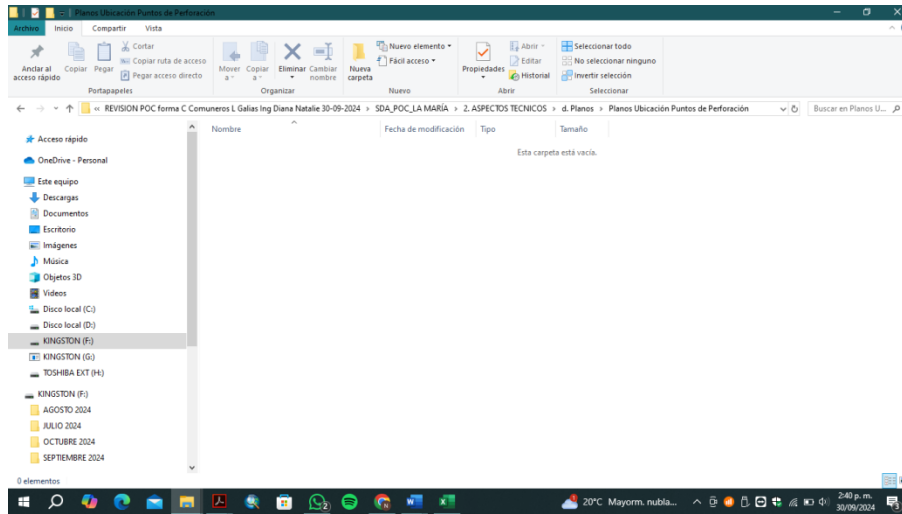 Planos Ubicación Puntos de Perforación
Archivo Inicio Compartir Vista
Anclar al acceso rápido
Copiar
Pegar
Cortar
Copiar ruta de acceso
Pegar acceso directo
Portapapeles
Mover a
Copiar a
Eliminar
Cambiar nombre
Organizar
Nueva carpeta
Nuevo elemento
Fácil acceso
Nuevo
Propiedades
Abrir
Editar
Historial
Abrir
Seleccionar todo
No seleccionar ninguno
Invertir selección
Seleccionar
« REVISION POC forma C Comuneros L Galias Ing Diana Natalie 30-09-2024 > SDA_POC_LA MARÍA > 2. ASPECTOS TECNICOS > d. Planos > Planos Ubicación Puntos de Perforación
Buscar en Planos U...
Nombre Fecha de modificación Tipo Tamaño
Esta carpeta está vacía.
Acceso rápido
OneDrive - Personal
Este equipo
Descargas
Documentos
Escritorio
Imágenes
Música
Objetos 3D
Videos
Disco local (C:)
Disco local (D:)
KINGSTON (F:)
KINGSTON (G:)
TOSHIBA EXT (H:)
KINGSTON (F:)
AGOSTO 2024
JULIO 2024
OCTUBRE 2024
SEPTIEMBRE 2024
0 elementos
20°C Mayorm. nubla...
2:40 p. m.
30/09/2024